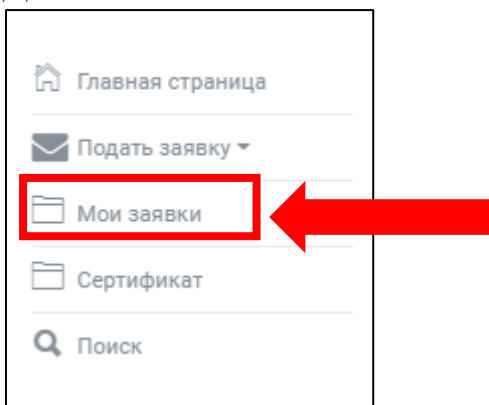 Главная страница
Подать заявку
Мои заявки
Сертификат
Поиск